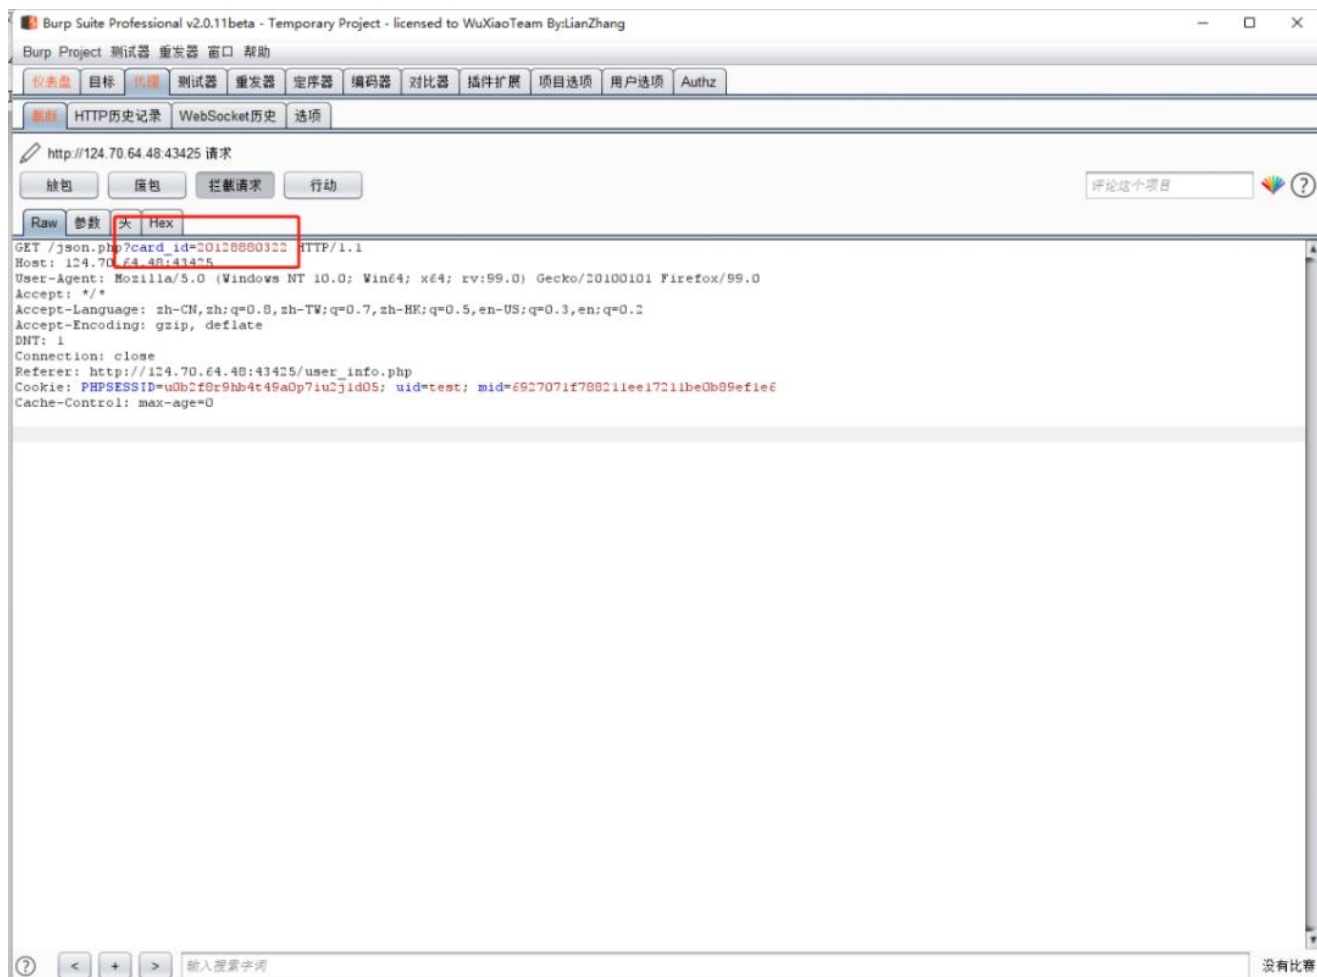 Burp Suite Professional v2.0.11beta - Temporary Project - licensed to WuXiaoTeam By:LianZhang
Burp Project 测试器 重发器 窗口 帮助
仪表盘 目标 代理 测试器 重发器 定序器 编码器 对比器 插件扩展 项目选项 用户选项 Authz
截断 HTTP历史记录 WebSocket历史 选项
http://124.70.64.48:43425 请求
放包 废包 拦截请求 行动 评论这个项目
Raw 参数 头 Hex
GET /json.php?card_id=20128880322 HTTP/1.1
Host: 124.70.64.48:43425
User-Agent: Mozilla/5.0 (Windows NT 10.0; Win64; x64; rv:99.0) Gecko/20100101 Firefox/99.0
Accept: */*
Accept-Language: zh-CN,zh;q=0.8,zh-TW;q=0.7,zh-HK;q=0.5,en-US;q=0.3,en;q=0.2
Accept-Encoding: gzip, deflate
DNT: 1
Connection: close
Referer: http://124.70.64.48:43425/user_info.php
Cookie: PHPSESSID=u0b2f8r9hb4t49a0p7iu2j1d05; uid=test; mid=6927071f788211ee17211be0b89ef1e6
Cache-Control: max-age=0
< + > 输入搜索字词 没有比赛